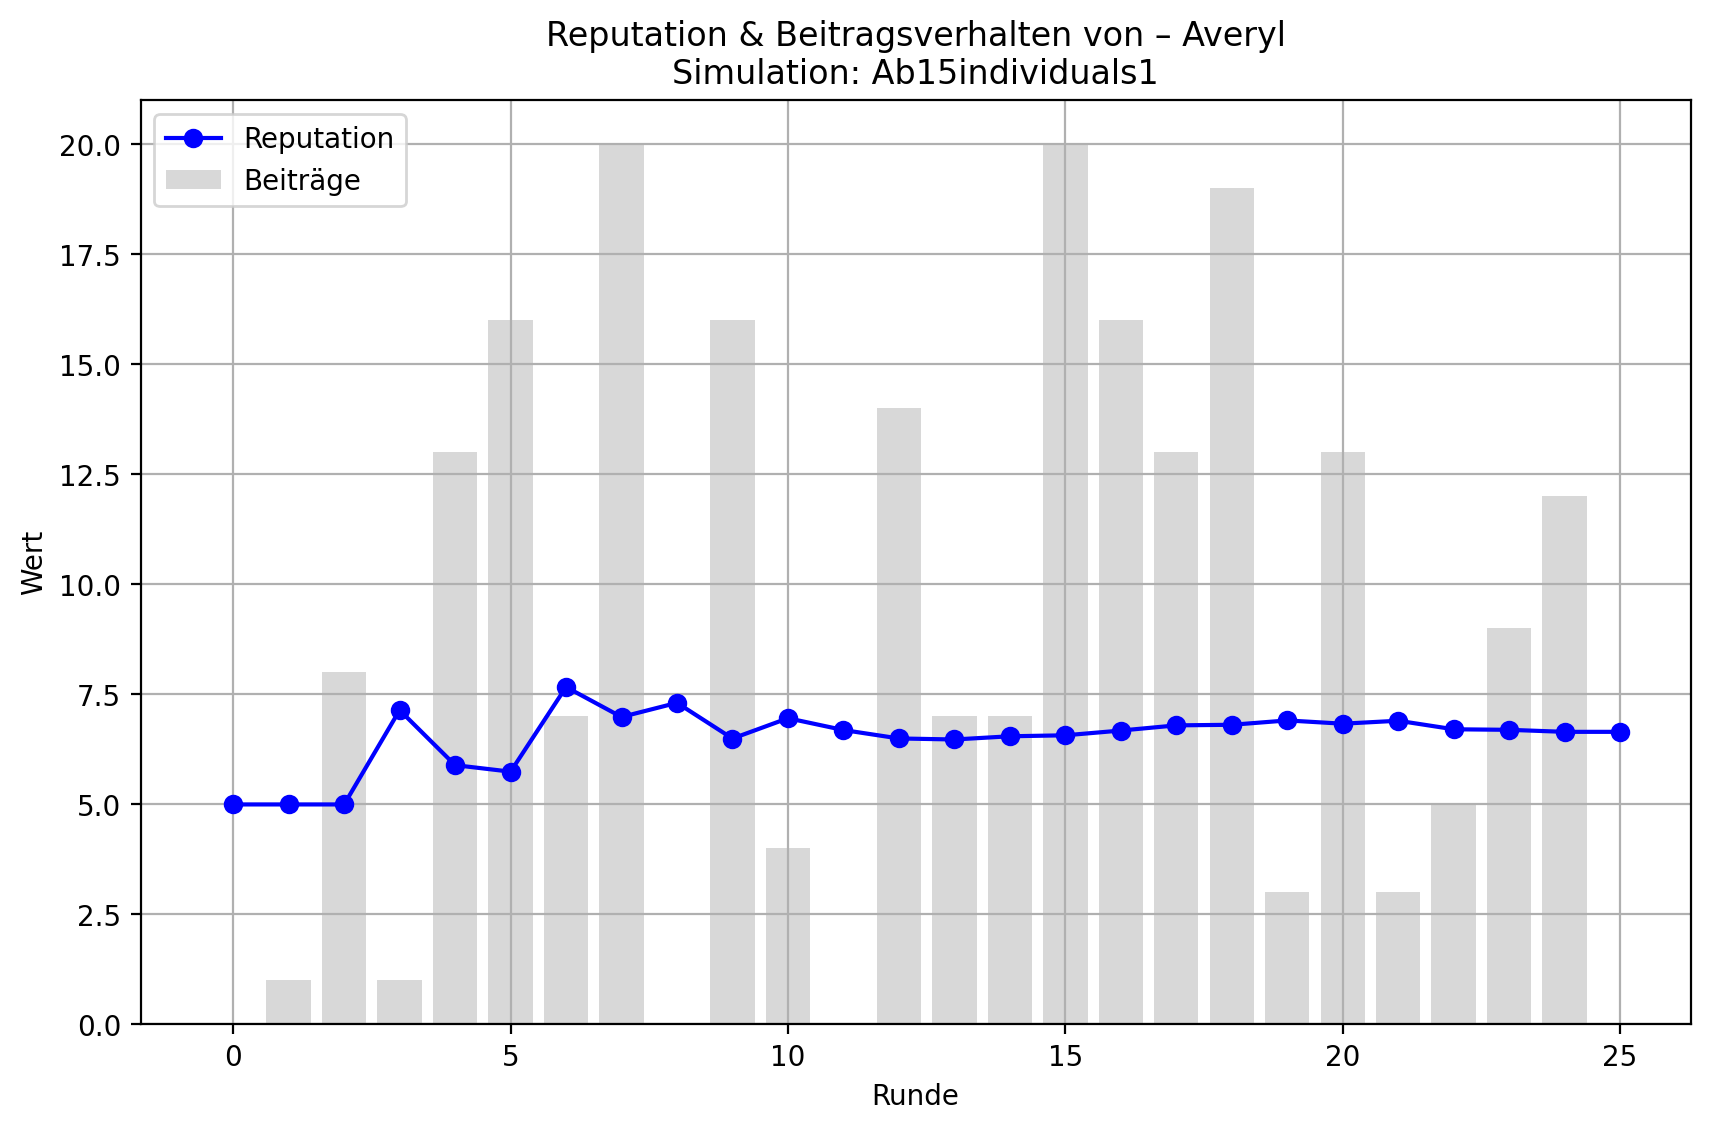 Reputation & Beitragsverhalten von – Averyl
Simulation: Ab15individuals1
Reputation
Beiträge
20.0
17.5
15.0
12.5
10.0
7.5
5.0
2.5
0.0
Wert
0 5 10 15 20 25
Runde